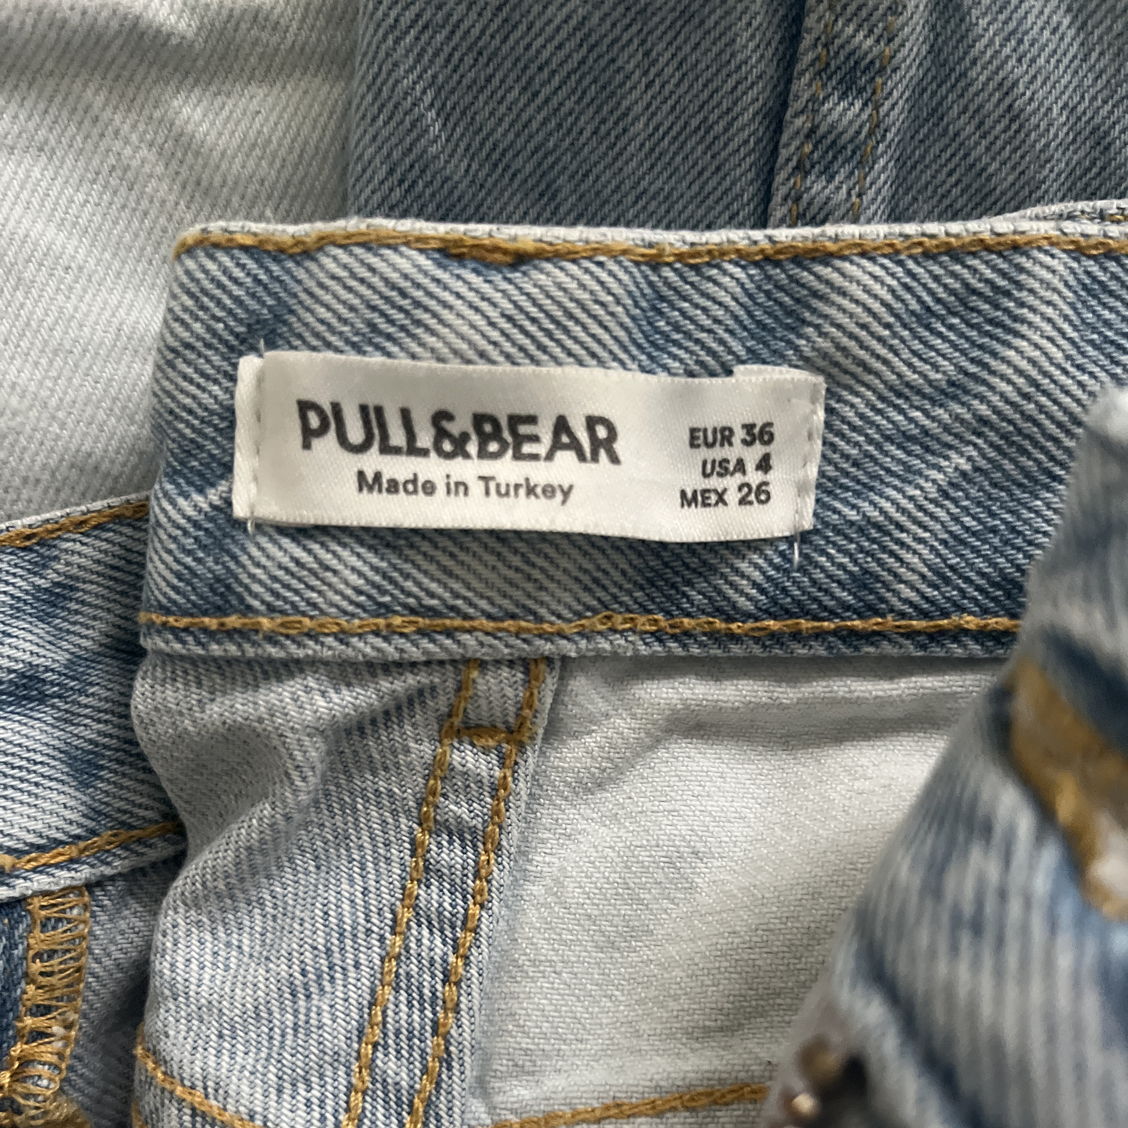 PULL&BEAR
Made in Turkey
EUR 36
USA 4
MEX 26